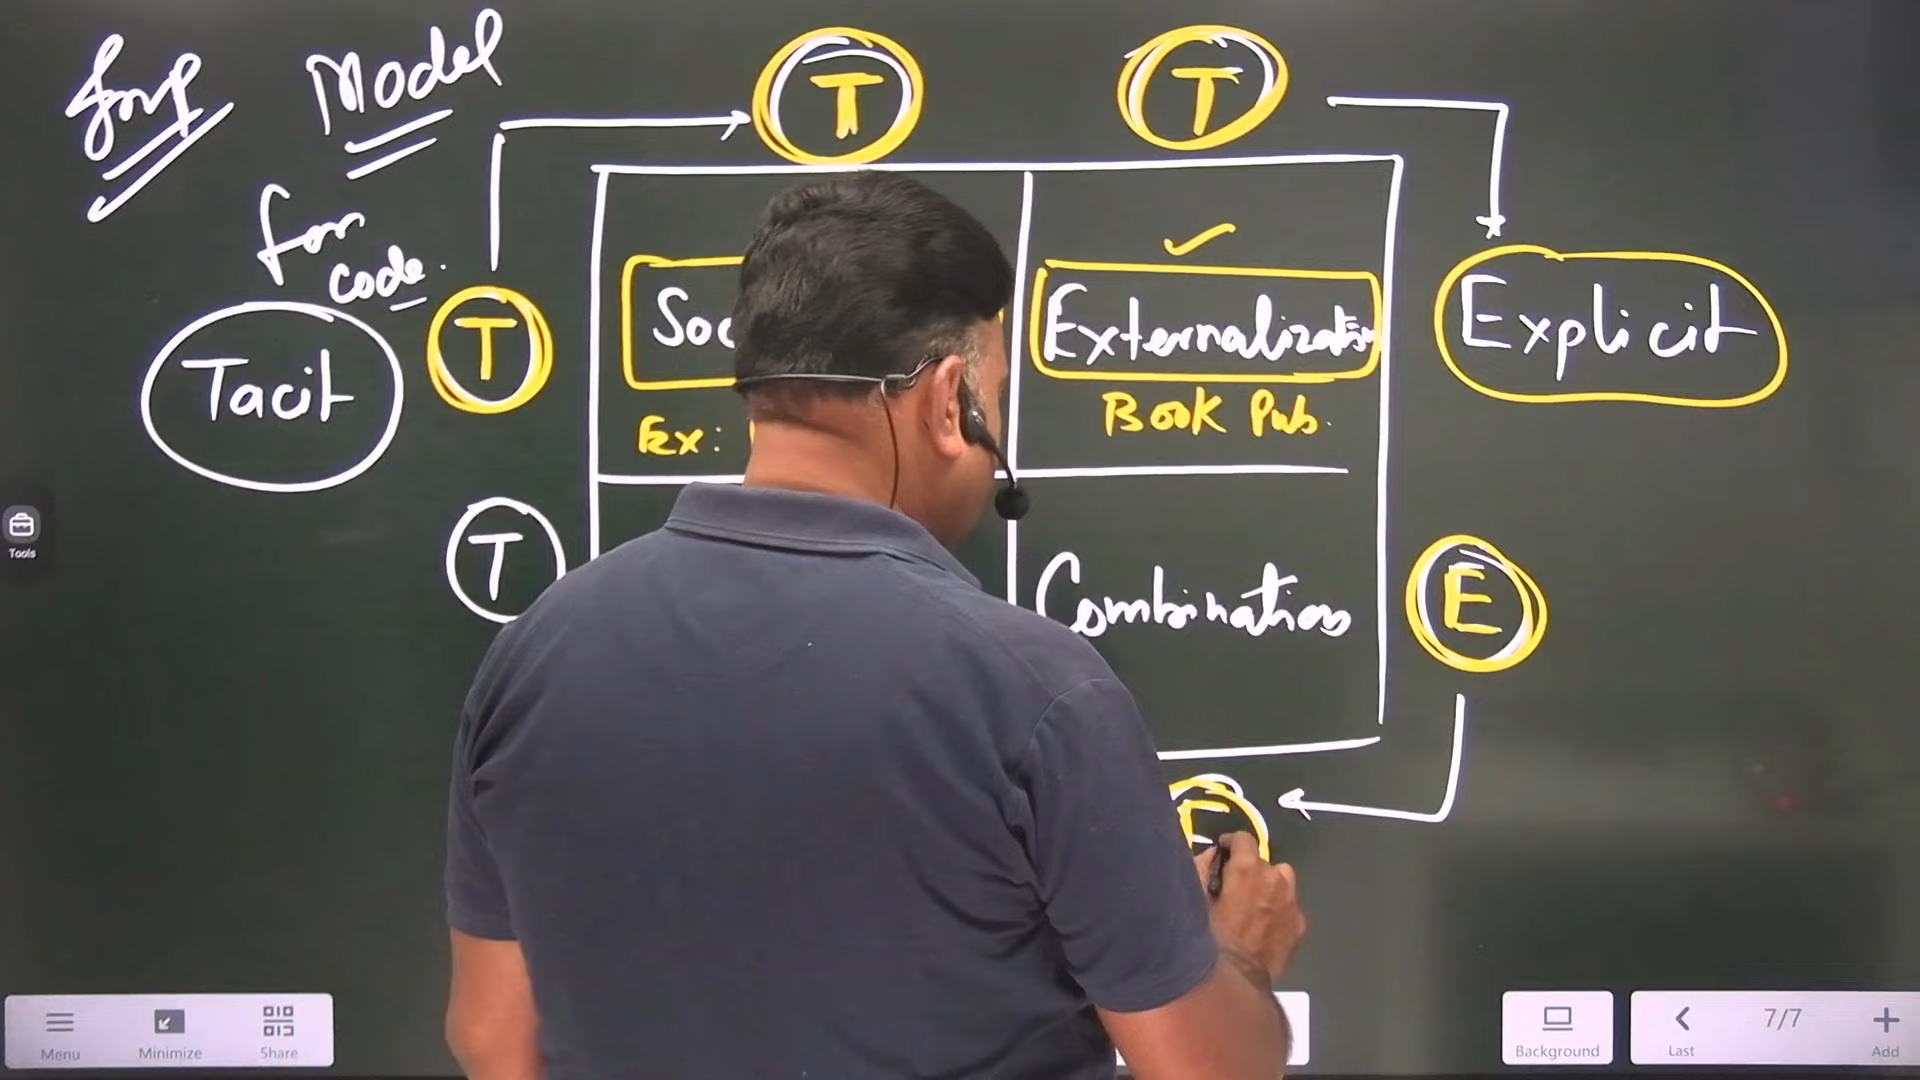 Imp Model
for
code.
T
T
Tacit
T
Externalization
Explicit
Book Pub.
Ex:
T
Combination
E
E
Tools
Menu
Minimize
Share
Background
Last
7/7
Add